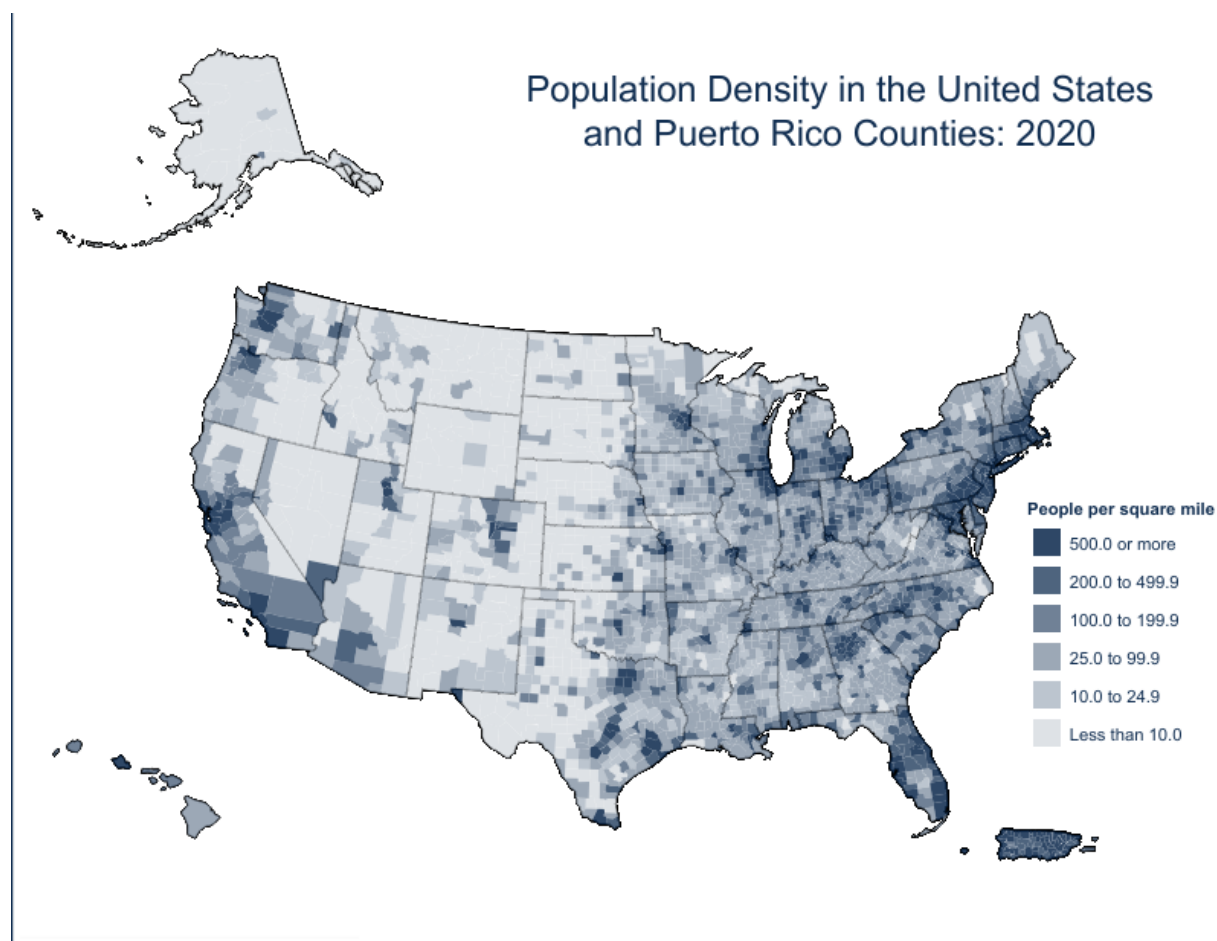 Population Density in the United States
and Puerto Rico Counties: 2020
People per square mile
500.0 or more
200.0 to 499.9
100.0 to 199.9
25.0 to 99.9
10.0 to 24.9
Less than 10.0